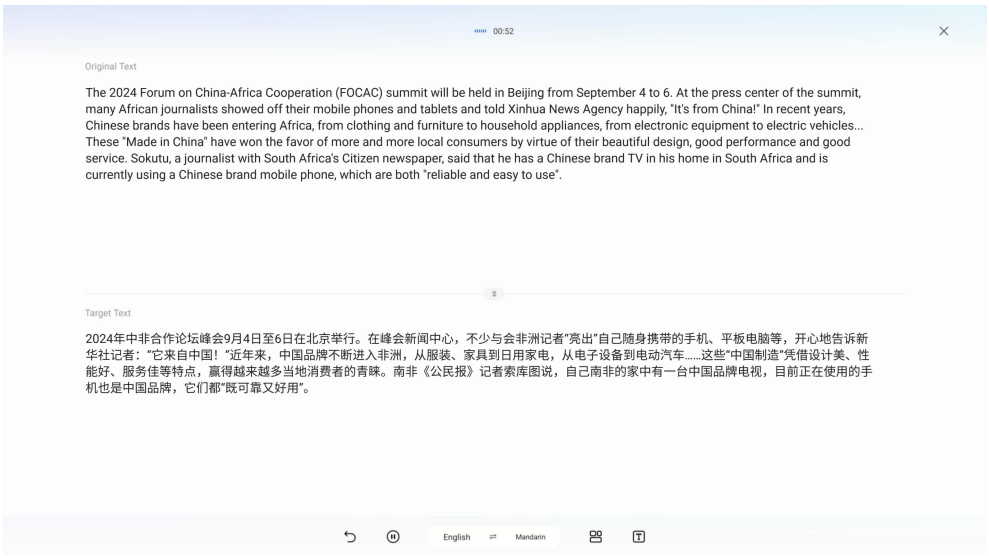 00:52
Original Text
The 2024 Forum on China-Africa Cooperation (FOCAC) summit will be held in Beijing from September 4 to 6. At the press center of the summit,
many African journalists showed off their mobile phones and tablets and told Xinhua News Agency happily, "It's from China!" In recent years,
Chinese brands have been entering Africa, from clothing and furniture to household appliances, from electronic equipment to electric vehicles...
These "Made in China" have won the favor of more and more local consumers by virtue of their beautiful design, good performance and good
service. Sokutu, a journalist with South Africa's Citizen newspaper, said that he has a Chinese brand TV in his home in South Africa and is
currently using a Chinese brand mobile phone, which are both "reliable and easy to use".
Target Text
2024年中非合作论坛峰会9月4日至6日在北京举行。在峰会新闻中心，不少与会非洲记者“亮出”自己随身携带的手机、平板电脑等，开心地告诉新
华社记者：“它来自中国！”近年来，中国品牌不断进入非洲，从服装、家具到日用家电，从电子设备到电动汽车……这些“中国制造”凭借设计美、性
能好、服务佳等特点，赢得越来越多当地消费者的青睐。南非《公民报》记者索库图说，自己南非的家中有一台中国品牌电视，目前正在使用的手
机也是中国品牌，它们都“既可靠又好用”。
English ⇌ Mandarin